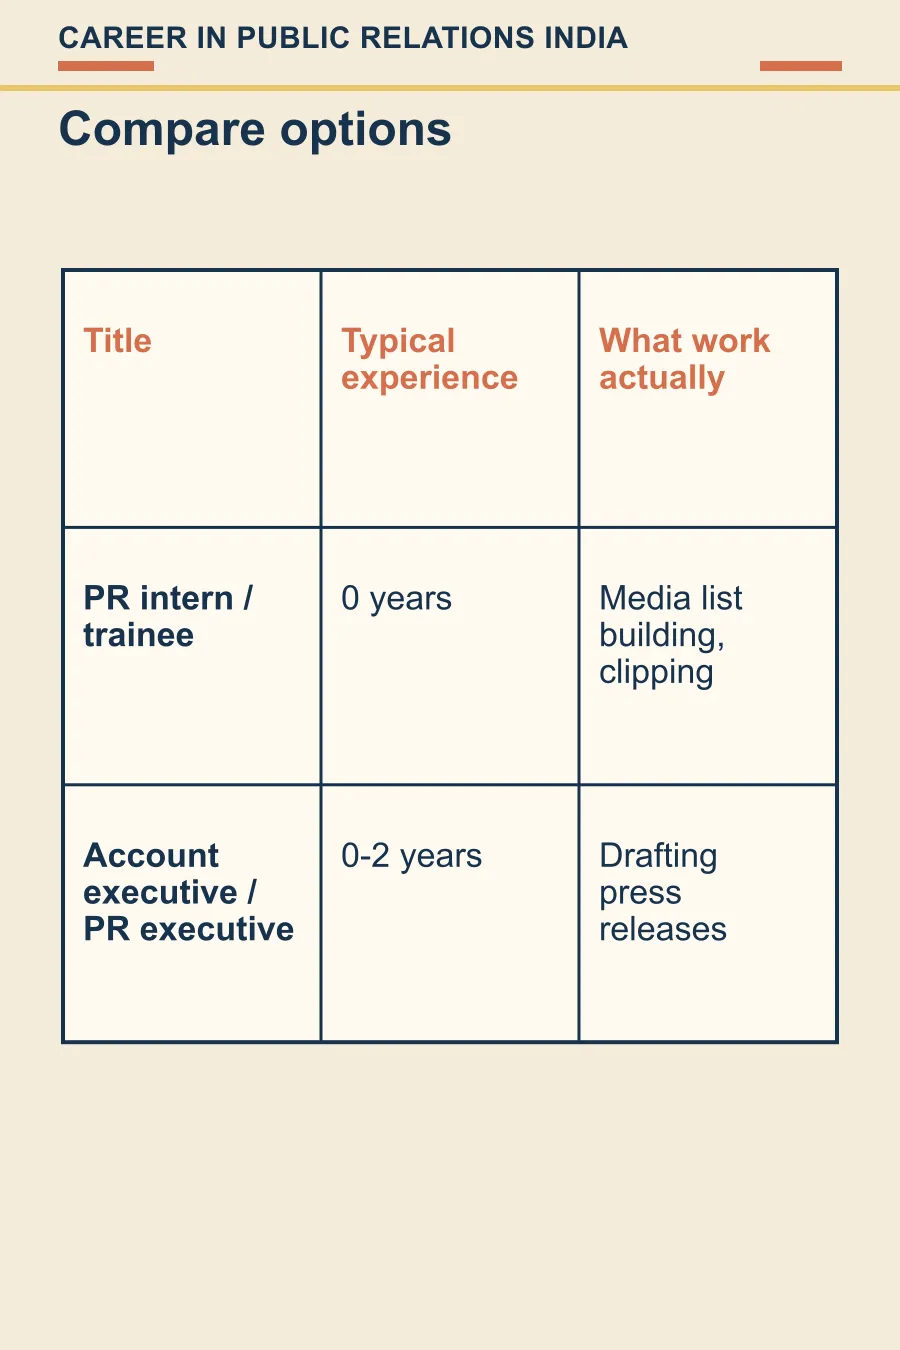 CAREER IN PUBLIC RELATIONS INDIA
Compare options
Title
Typical
experience
What work
actually
PR intern /
trainee
0 years
Media list
building,
clipping
Account
executive /
PR executive
0-2 years
Drafting
press
releases